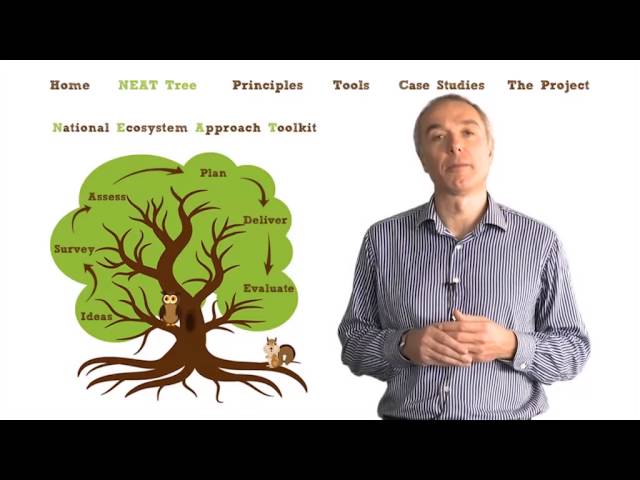 Home NEAT Tree Principles Tools Case Studies The Project
National Ecosystem Approach Toolkit
Plan
Assess
Deliver
Survey
Evaluate
Ideas